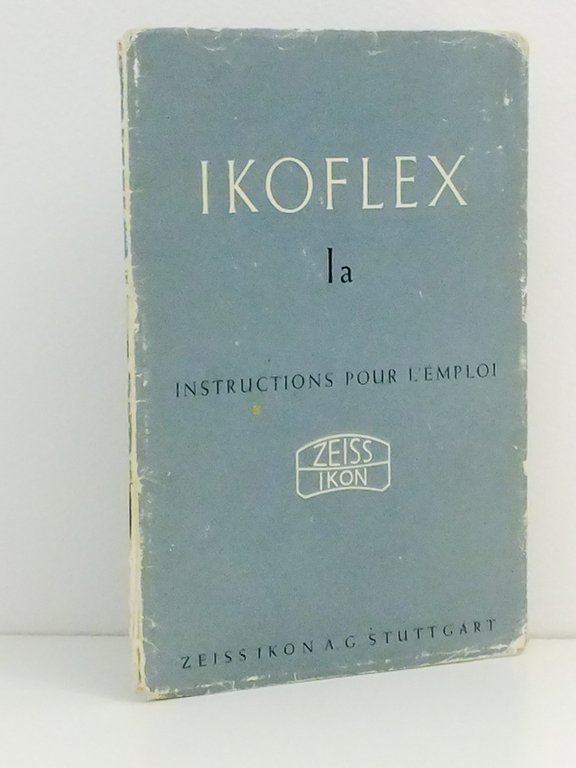 IKOFLEX
Ia
INSTRUCTIONS POUR L'EMPLOI
ZEISS
IKON
ZEISS IKON A.G. STUTTGART